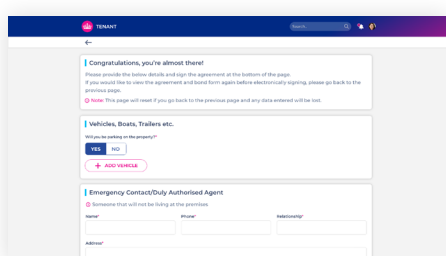 TENANT
Search...
Congratulations, you're almost there!
Please provide the below details and sign the agreement at the bottom of the page.
If you would like to view the agreement and bond form again before electronically signing, please go back to the
previous page.
Note: This page will reset if you go back to the previous page and any data entered will be lost.
Vehicles, Boats, Trailers etc.
Will you be parking on the property?*
YES NO
+ ADD VEHICLE
Emergency Contact/Duly Authorised Agent
Someone that will not be living at the premises
Name* Phone* Relationship*
Address*